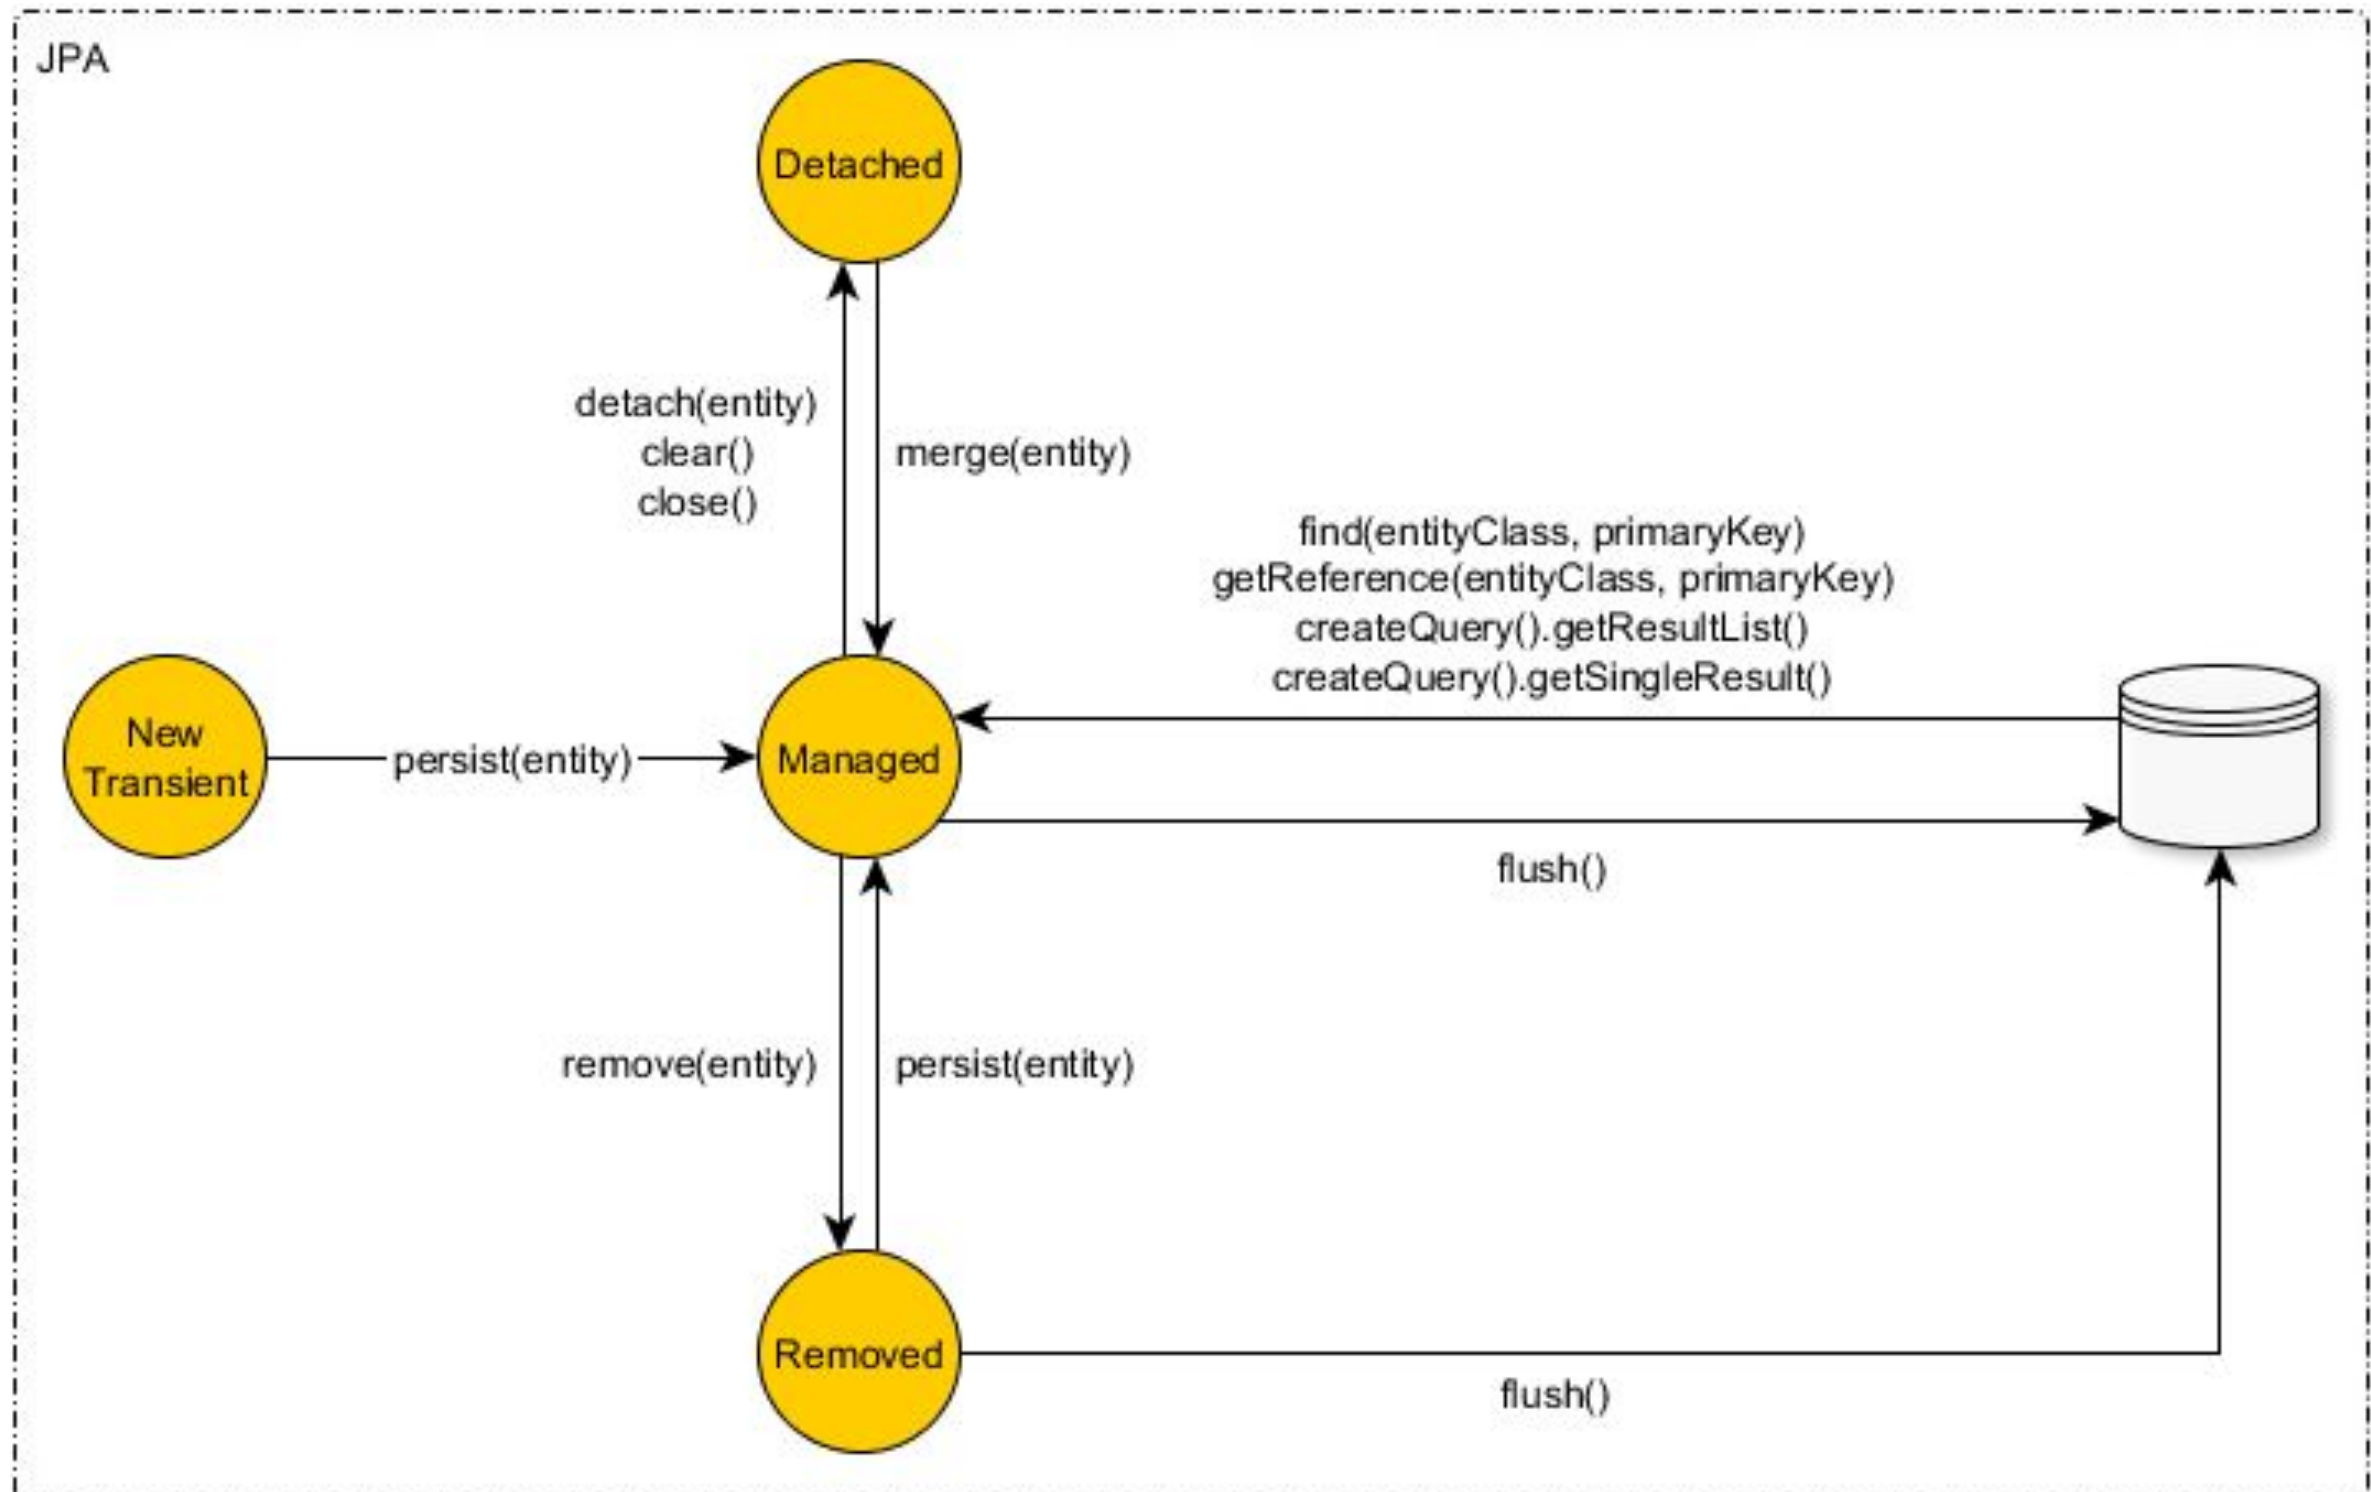 JPA
Detached
detach(entity)
clear()
close()
merge(entity)
find(entityClass, primaryKey)
getReference(entityClass, primaryKey)
createQuery().getResultList()
createQuery().getSingleResult()
New
Transient
persist(entity)
Managed
flush()
remove(entity)
persist(entity)
Removed
flush()